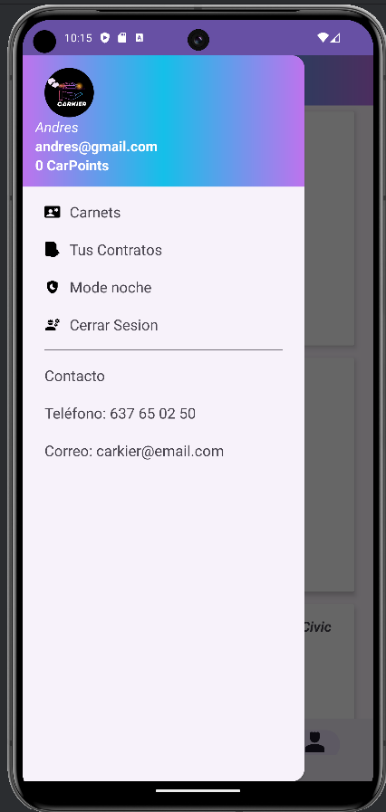 10:15
CARKIER
Andres
andres@gmail.com
0 CarPoints
Carnets
Tus Contratos
Mode noche
Cerrar Sesion
Contacto
Teléfono: 637 65 02 50
Correo: carkier@email.com
Civic